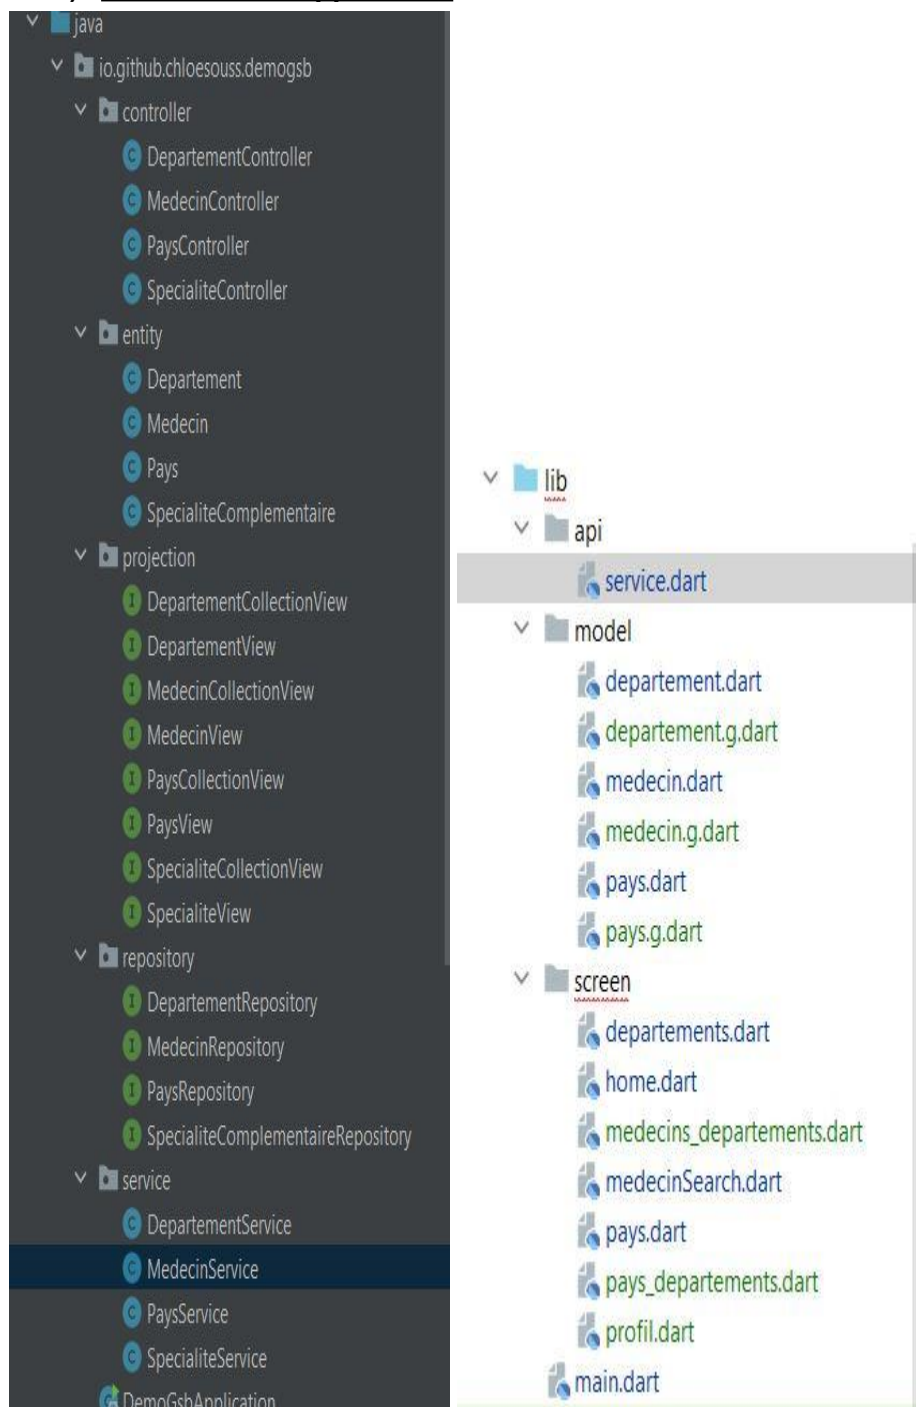 java
io.github.chloesouss.demogsb
controller
DepartementController
MedecinController
PaysController
SpecialiteController
entity
Departement
Medecin
Pays
SpecialiteComplementaire
projection
DepartementCollectionView
DepartementView
MedecinCollectionView
MedecinView
PaysCollectionView
PaysView
SpecialiteCollectionView
SpecialiteView
repository
DepartementRepository
MedecinRepository
PaysRepository
SpecialiteComplementaireRepository
service
DepartementService
MedecinService
PaysService
SpecialiteService
DemoGsbApplication
lib
api
service.dart
model
departement.dart
departement.g.dart
medecin.dart
medecin.g.dart
pays.dart
pays.g.dart
screen
departements.dart
home.dart
medecins_departements.dart
medecinSearch.dart
pays.dart
pays_departements.dart
profil.dart
main.dart